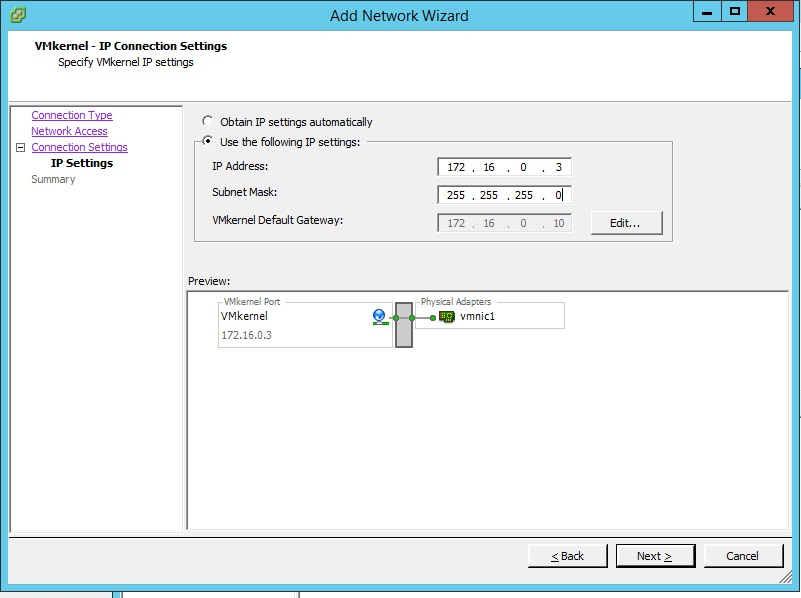 Add Network Wizard
VMkernel - IP Connection Settings
Specify VMkernel IP settings
Connection Type
Network Access
Connection Settings
IP Settings
Summary
Obtain IP settings automatically
Use the following IP settings:
IP Address: 172 . 16 . 0 . 3
Subnet Mask: 255 . 255 . 255 . 0
VMkernel Default Gateway: 172 . 16 . 0 . 10 Edit...
Preview:
VMkernel Port Physical Adapters
VMkernel vmnic1
172.16.0.3
< Back Next > Cancel